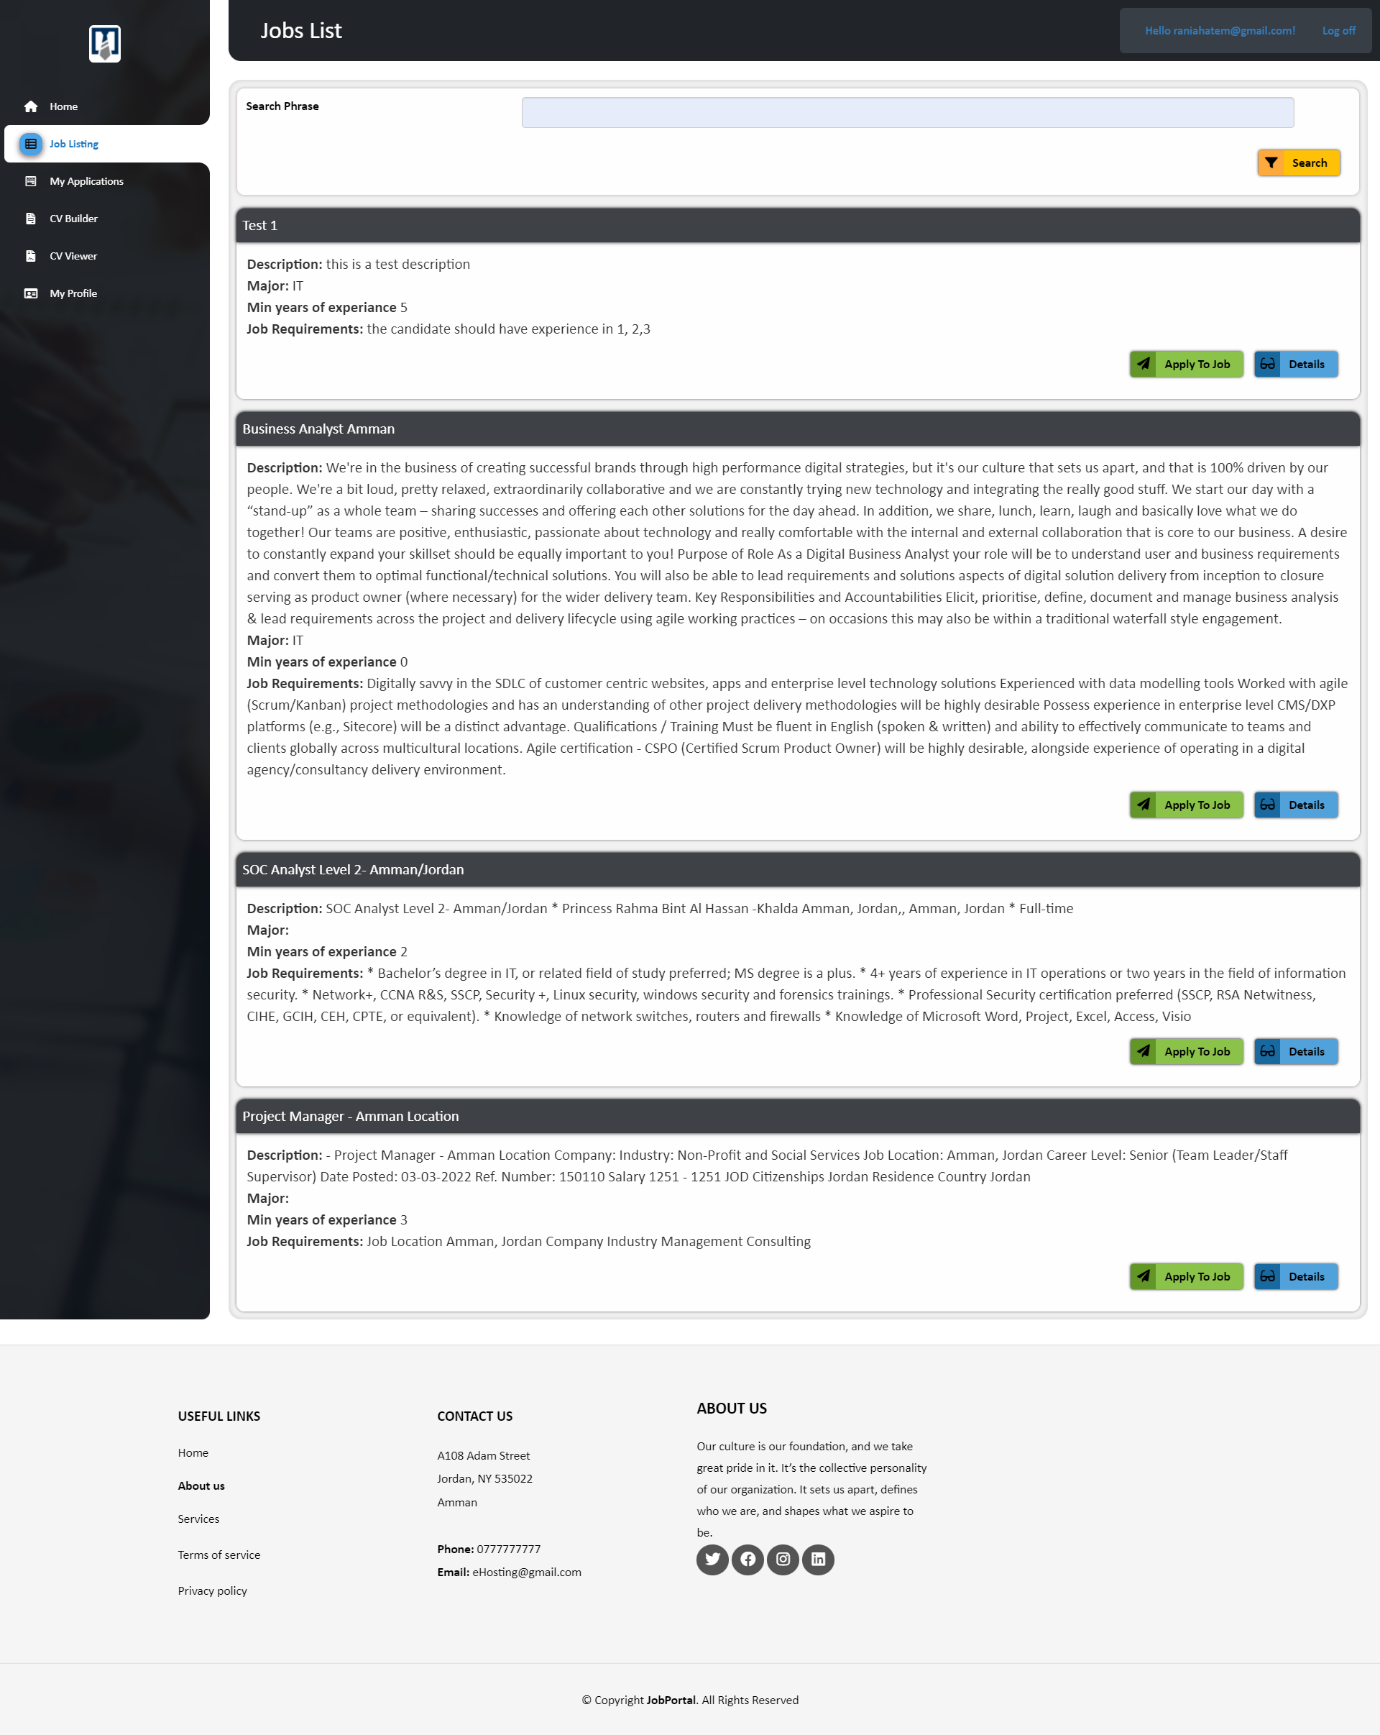 Jobs List
Hello raniahatem@gmail.com!
Log off
Home
Job Listing
My Applications
CV Builder
CV Viewer
My Profile
Search Phrase
Search
Test 1
Description: this is a test description
Major: IT
Min years of experiance 5
Job Requirements: the candidate should have experience in 1, 2,3
Apply To Job
Details
Business Analyst Amman
Description: We're in the business of creating successful brands through high performance digital strategies, but it's our culture that sets us apart, and that is 100% driven by our
people. We're a bit loud, pretty relaxed, extraordinarily collaborative and we are constantly trying new technology and integrating the really good stuff. We start our day with a
“stand-up” as a whole team – sharing successes and offering each other solutions for the day ahead. In addition, we share, lunch, learn, laugh and basically love what we do
together! Our teams are positive, enthusiastic, passionate about technology and really comfortable with the internal and external collaboration that is core to our business. A desire
to constantly expand your skillset should be equally important to you! Purpose of Role As a Digital Business Analyst your role will be to understand user and business requirements
and convert them to optimal functional/technical solutions. You will also be able to lead requirements and solutions aspects of digital solution delivery from inception to closure
serving as product owner (where necessary) for the wider delivery team. Key Responsibilities and Accountabilities Elicit, prioritise, define, document and manage business analysis
& lead requirements across the project and delivery lifecycle using agile working practices – on occasions this may also be within a traditional waterfall style engagement.
Major: IT
Min years of experiance 0
Job Requirements: Digitally savvy in the SDLC of customer centric websites, apps and enterprise level technology solutions Experienced with data modelling tools Worked with agile
(Scrum/Kanban) project methodologies and has an understanding of other project delivery methodologies will be highly desirable Possess experience in enterprise level CMS/DXP
platforms (e.g., Sitecore) will be a distinct advantage. Qualifications / Training Must be fluent in English (spoken & written) and ability to effectively communicate to teams and
clients globally across multicultural locations. Agile certification - CSPO (Certified Scrum Product Owner) will be highly desirable, alongside experience of operating in a digital
agency/consultancy delivery environment.
Apply To Job
Details
SOC Analyst Level 2- Amman/Jordan
Description: SOC Analyst Level 2- Amman/Jordan * Princess Rahma Bint Al Hassan -Khalda Amman, Jordan,, Amman, Jordan * Full-time
Major:
Min years of experiance 2
Job Requirements: * Bachelor’s degree in IT, or related field of study preferred; MS degree is a plus. * 4+ years of experience in IT operations or two years in the field of information
security. * Network+, CCNA R&S, SSCP, Security +, Linux security, windows security and forensics trainings. * Professional Security certification preferred (SSCP, RSA Netwitness,
CIHE, GCIH, CEH, CPTE, or equivalent). * Knowledge of network switches, routers and firewalls * Knowledge of Microsoft Word, Project, Excel, Access, Visio
Apply To Job
Details
Project Manager - Amman Location
Description: - Project Manager - Amman Location Company: Industry: Non-Profit and Social Services Job Location: Amman, Jordan Career Level: Senior (Team Leader/Staff
Supervisor) Date Posted: 03-03-2022 Ref. Number: 150110 Salary 1251 - 1251 JOD Citizenships Jordan Residence Country Jordan
Major:
Min years of experiance 3
Job Requirements: Job Location Amman, Jordan Company Industry Management Consulting
Apply To Job
Details
USEFUL LINKS
Home
About us
Services
Terms of service
Privacy policy
CONTACT US
A108 Adam Street
Jordan, NY 535022
Amman
Phone: 0777777777
Email: eHosting@gmail.com
ABOUT US
Our culture is our foundation, and we take
great pride in it. It’s the collective personality
of our organization. It sets us apart, defines
who we are, and shapes what we aspire to
be.
© Copyright JobPortal. All Rights Reserved